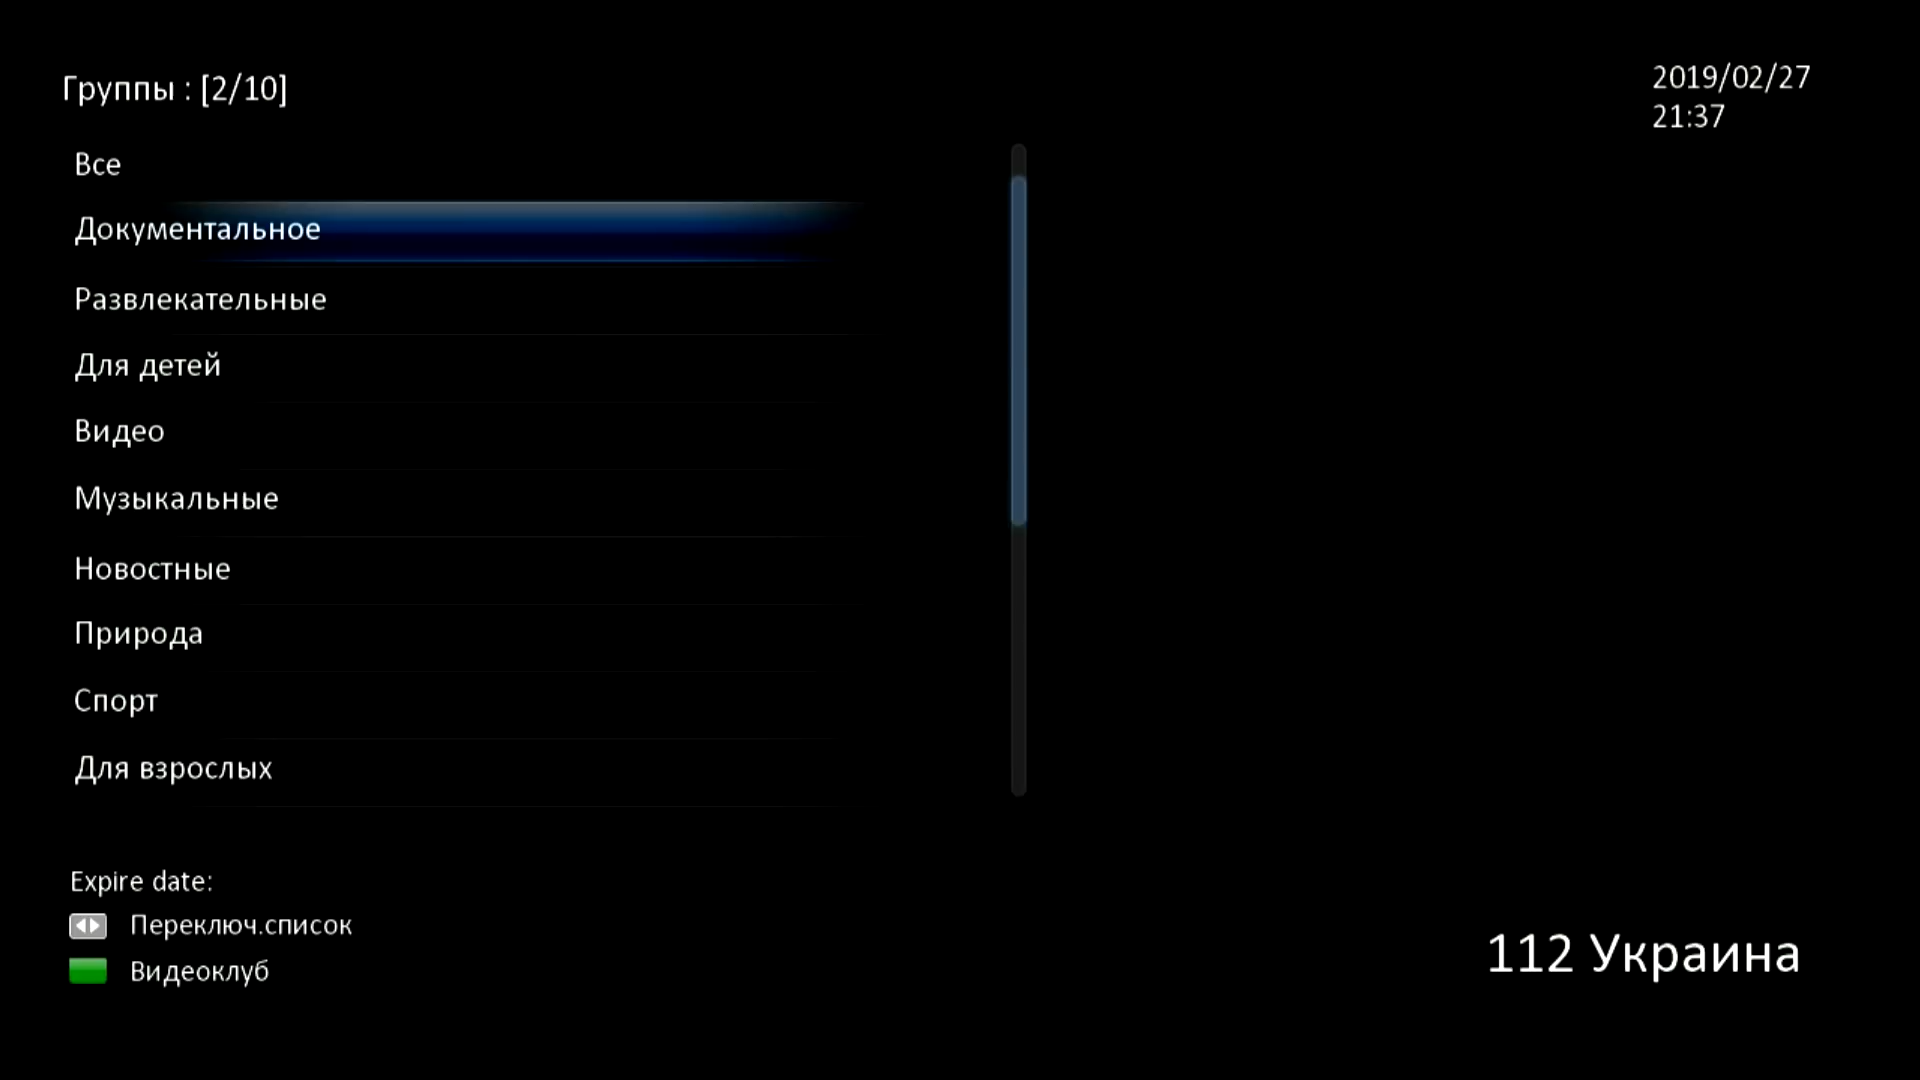 Группы : [2/10]
2019/02/27
21:37
Все
Документальное
Развлекательные
Для детей
Видео
Музыкальные
Новостные
Природа
Спорт
Для взрослых
Expire date:
Переключ.список
Видеоклуб
112 Украина